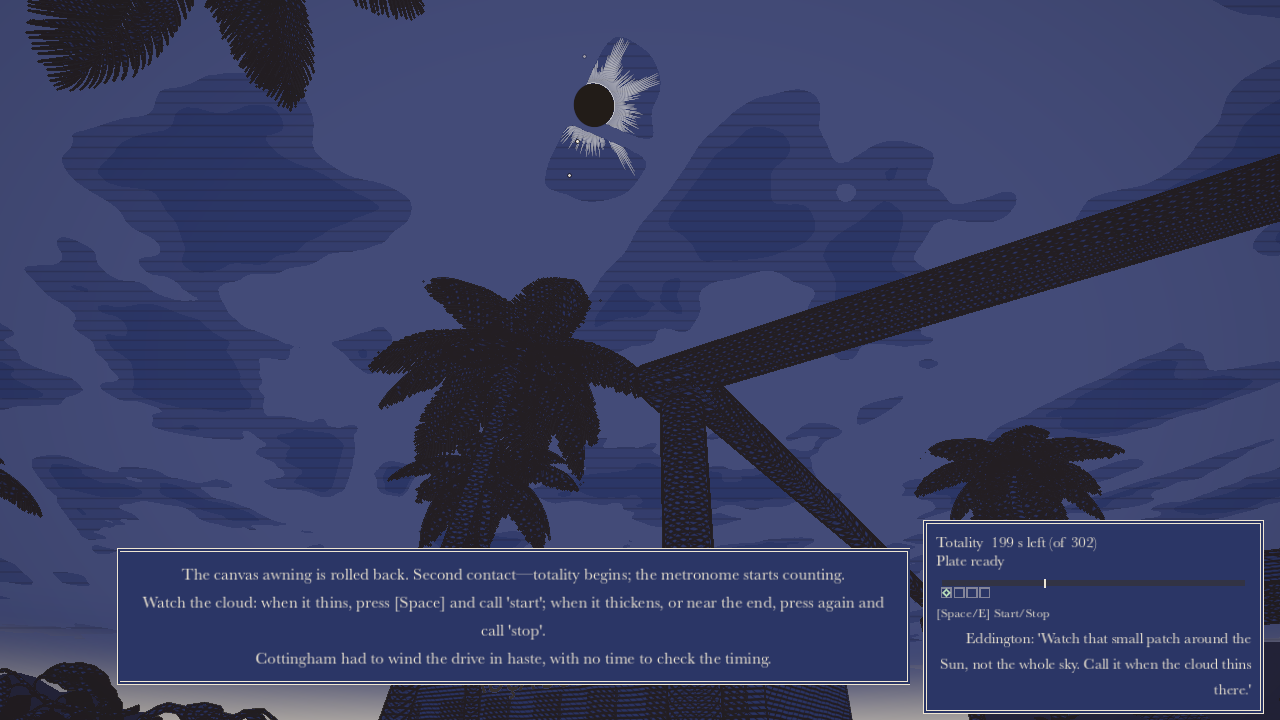 The canvas awning is rolled back. Second contact—totality begins; the metronome starts counting.
Watch the cloud: when it thins, press [Space] and call 'start'; when it thickens, or near the end, press again and
call 'stop'.
Cottingham had to wind the drive in haste, with no time to check the timing.
Totality 199 s left (of 302)
Plate ready
[Space/E] Start/Stop
Eddington: 'Watch that small patch around the
Sun, not the whole sky. Call it when the cloud thins
there.'